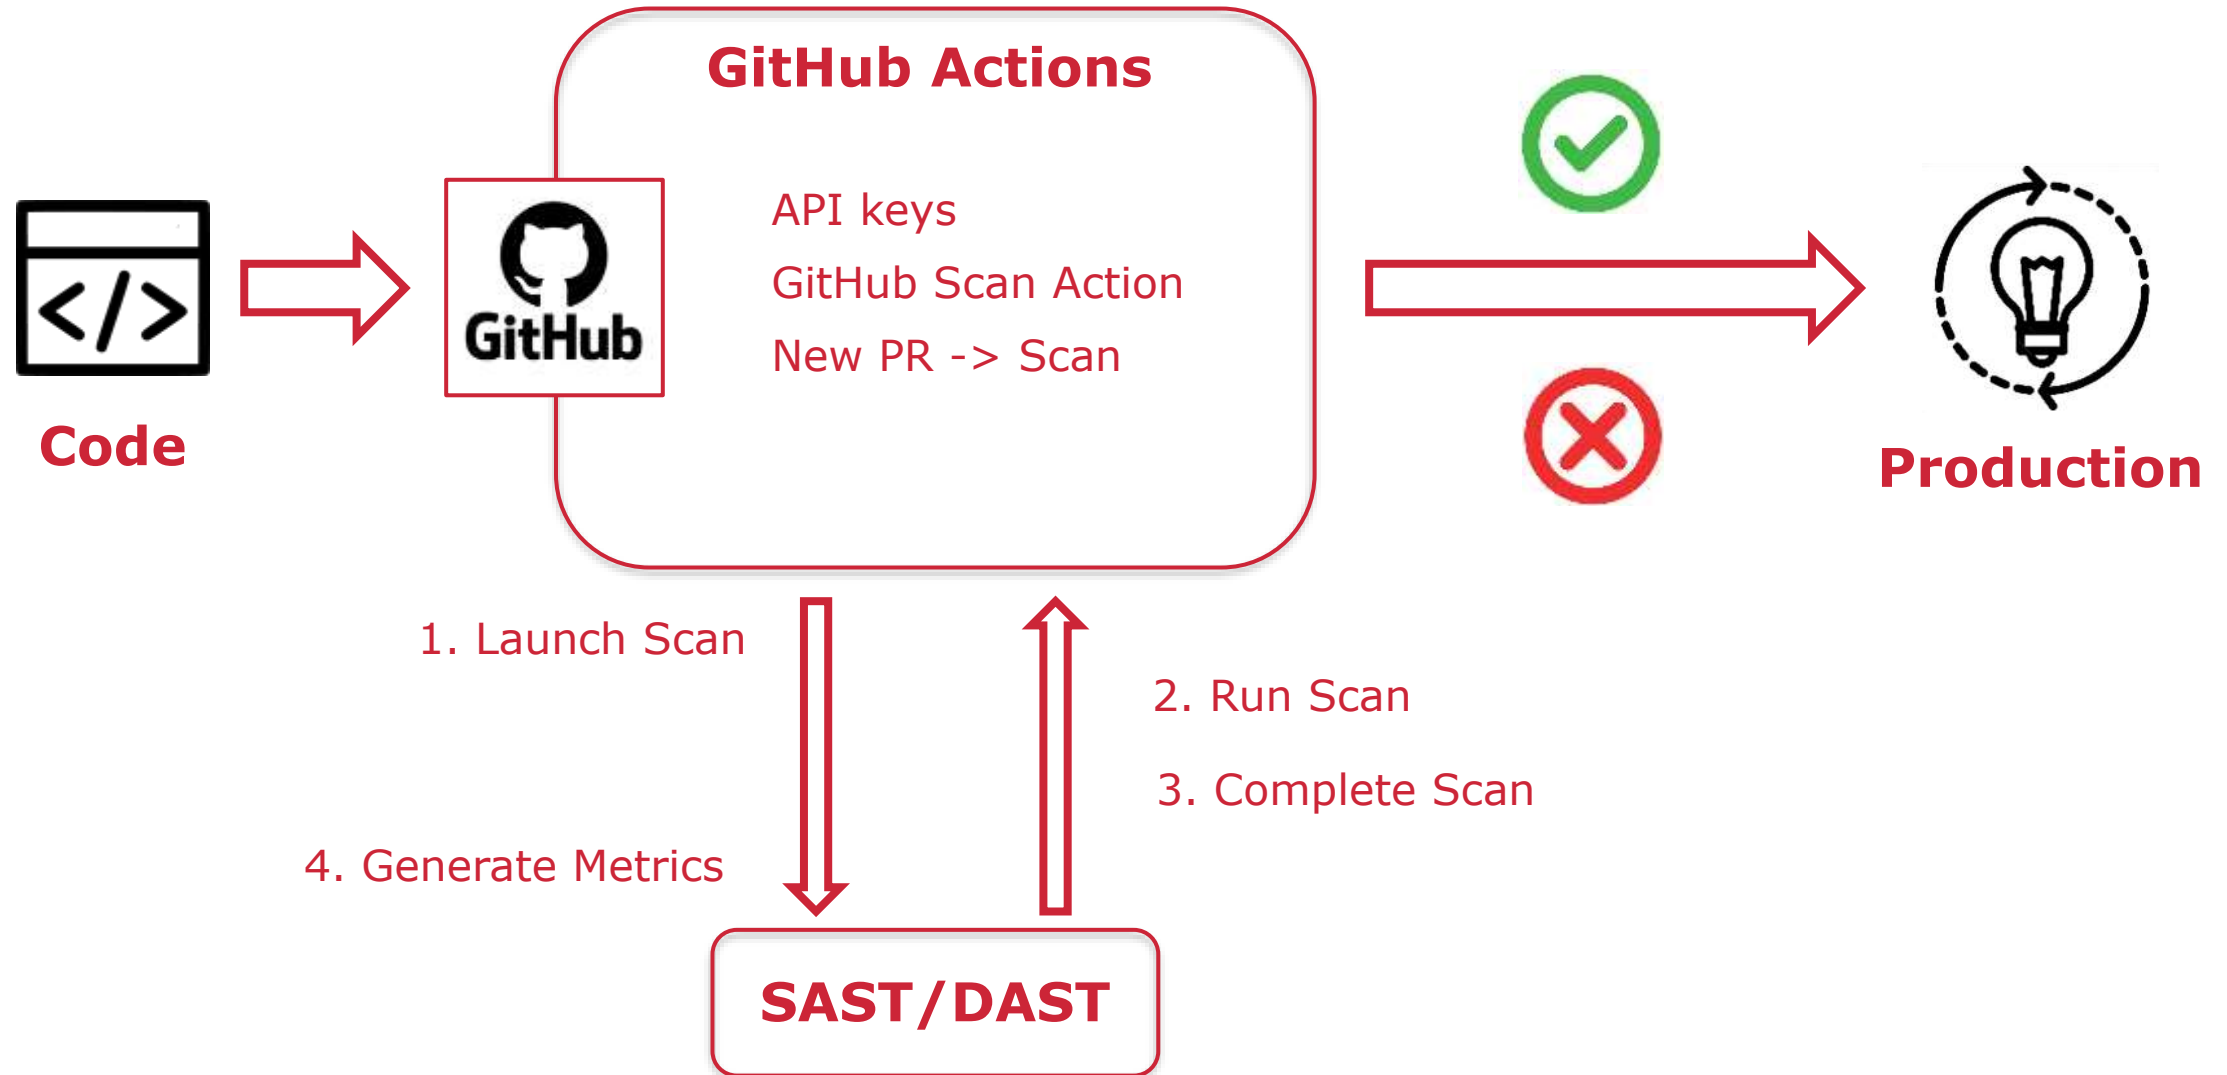 GitHub Actions
API keys
GitHub Scan Action
New PR -> Scan
</>
GitHub
Code
Production
1. Launch Scan
2. Run Scan
3. Complete Scan
4. Generate Metrics
SAST/DAST